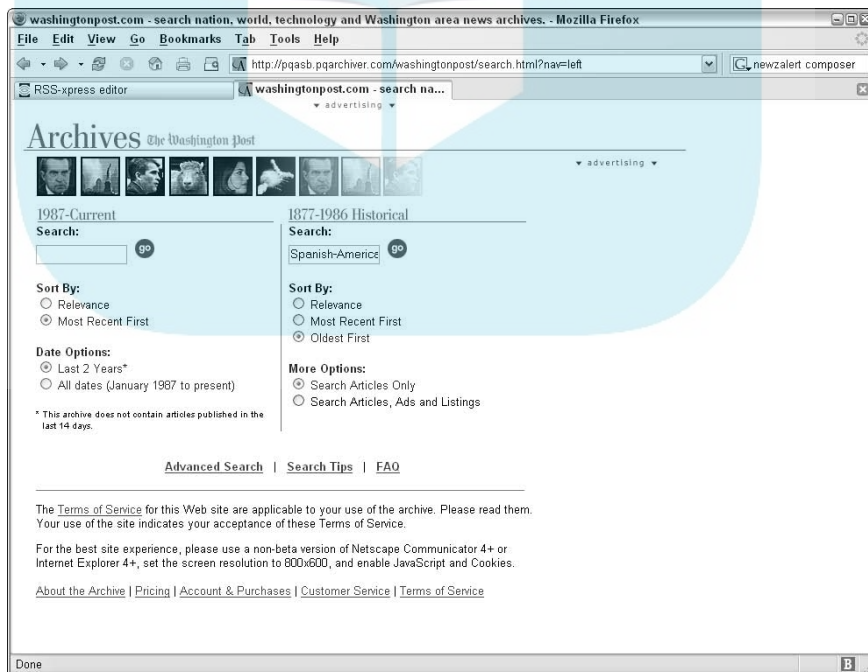 washingtonpost.com - search nation, world, technology and Washington area news archives. - Mozilla Firefox
File Edit View Go Bookmarks Tab Tools Help
http://pqasb.pqarchiver.com/washingtonpost/search.html?nav=left
G newzalert composer
RSS-xpress editor
washingtonpost.com - search na...
▼ advertising ▼
Archives The Washington Post
▼ advertising ▼
1987-Current
Search:
go
Sort By:
Relevance
Most Recent First
Date Options:
Last 2 Years*
All dates (January 1987 to present)
* This archive does not contain articles published in the
last 14 days.
1877-1986 Historical
Search:
Spanish-America
go
Sort By:
Relevance
Most Recent First
Oldest First
More Options:
Search Articles Only
Search Articles, Ads and Listings
Advanced Search | Search Tips | FAQ
The Terms of Service for this Web site are applicable to your use of the archive. Please read them.
Your use of the site indicates your acceptance of these Terms of Service.
For the best site experience, please use a non-beta version of Netscape Communicator 4+ or
Internet Explorer 4+, set the screen resolution to 800x600, and enable JavaScript and Cookies.
About the Archive | Pricing | Account & Purchases | Customer Service | Terms of Service
Done
B